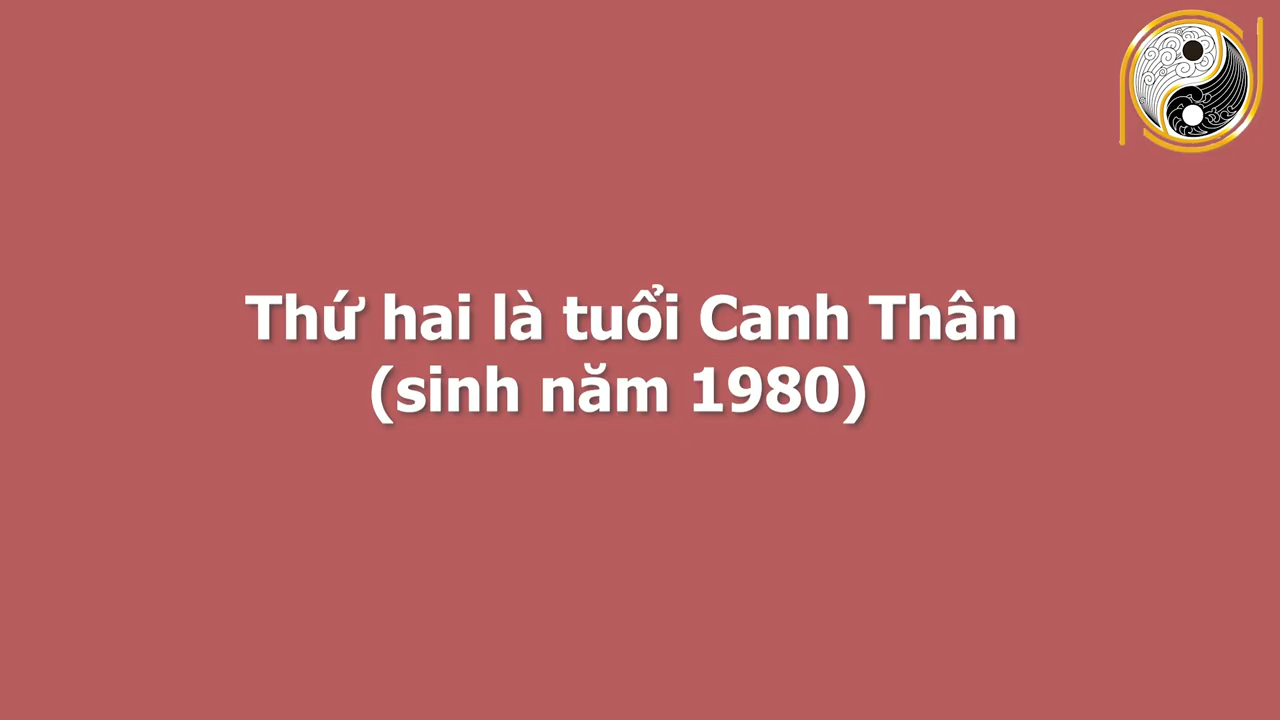 Thứ hai là tuổi Canh Thân
(sinh năm 1980)